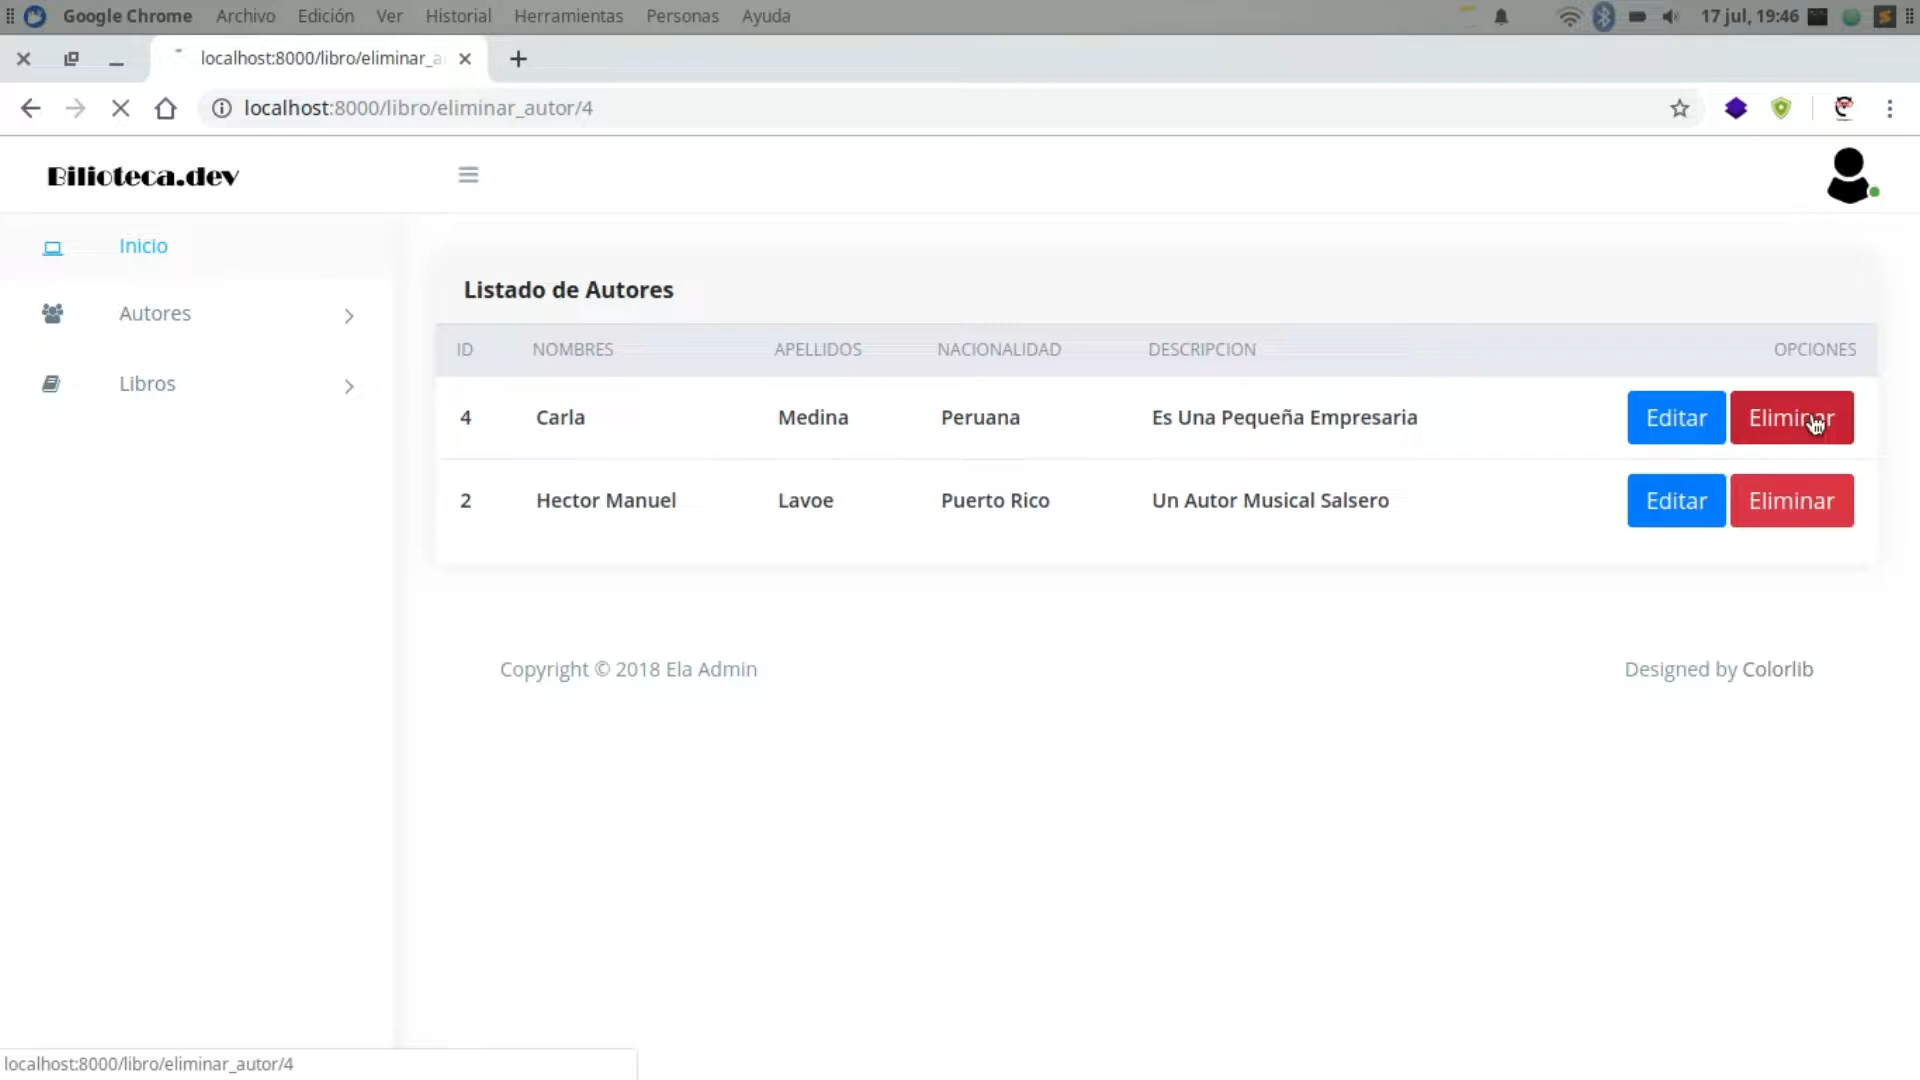 Google Chrome Archivo Edición Ver Historial Herramientas Personas Ayuda 17 jul, 19:46
localhost:8000/libro/eliminar_a
localhost:8000/libro/eliminar_autor/4
Bilioteca.dev
Inicio
Autores
Libros
Listado de Autores
ID NOMBRES APELLIDOS NACIONALIDAD DESCRIPCION OPCIONES
4 Carla Medina Peruana Es Una Pequeña Empresaria Editar Eliminar
2 Hector Manuel Lavoe Puerto Rico Un Autor Musical Salsero Editar Eliminar
Copyright © 2018 Ela Admin Designed by Colorlib
localhost:8000/libro/eliminar_autor/4